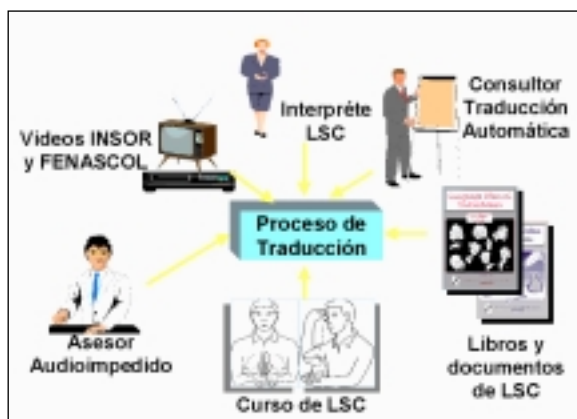 Interpréte
LSC
Consultor
Traducción
Automática
Videos INSOR
y FENASCOL
Proceso de
Traducción
Asesor
Audioimpedido
Curso de LSC
Libros y
documentos
de LSC